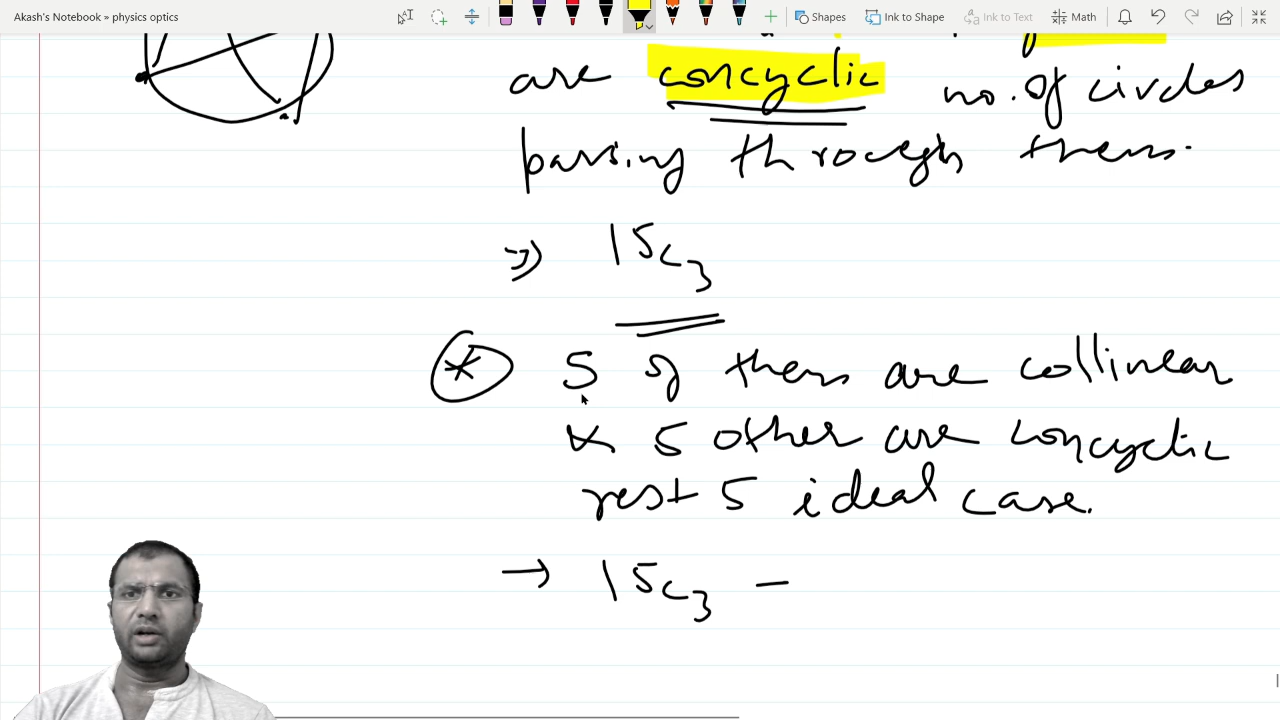 Akash's Notebook » physics optics
Shapes
Ink to Shape
Ink to Text
Math
are concyclic no. of circles
passing through them.
⇒ 15C3
* 5 of them are collinear
& 5 other are concyclic
rest 5 ideal case.
→ 15C3 –